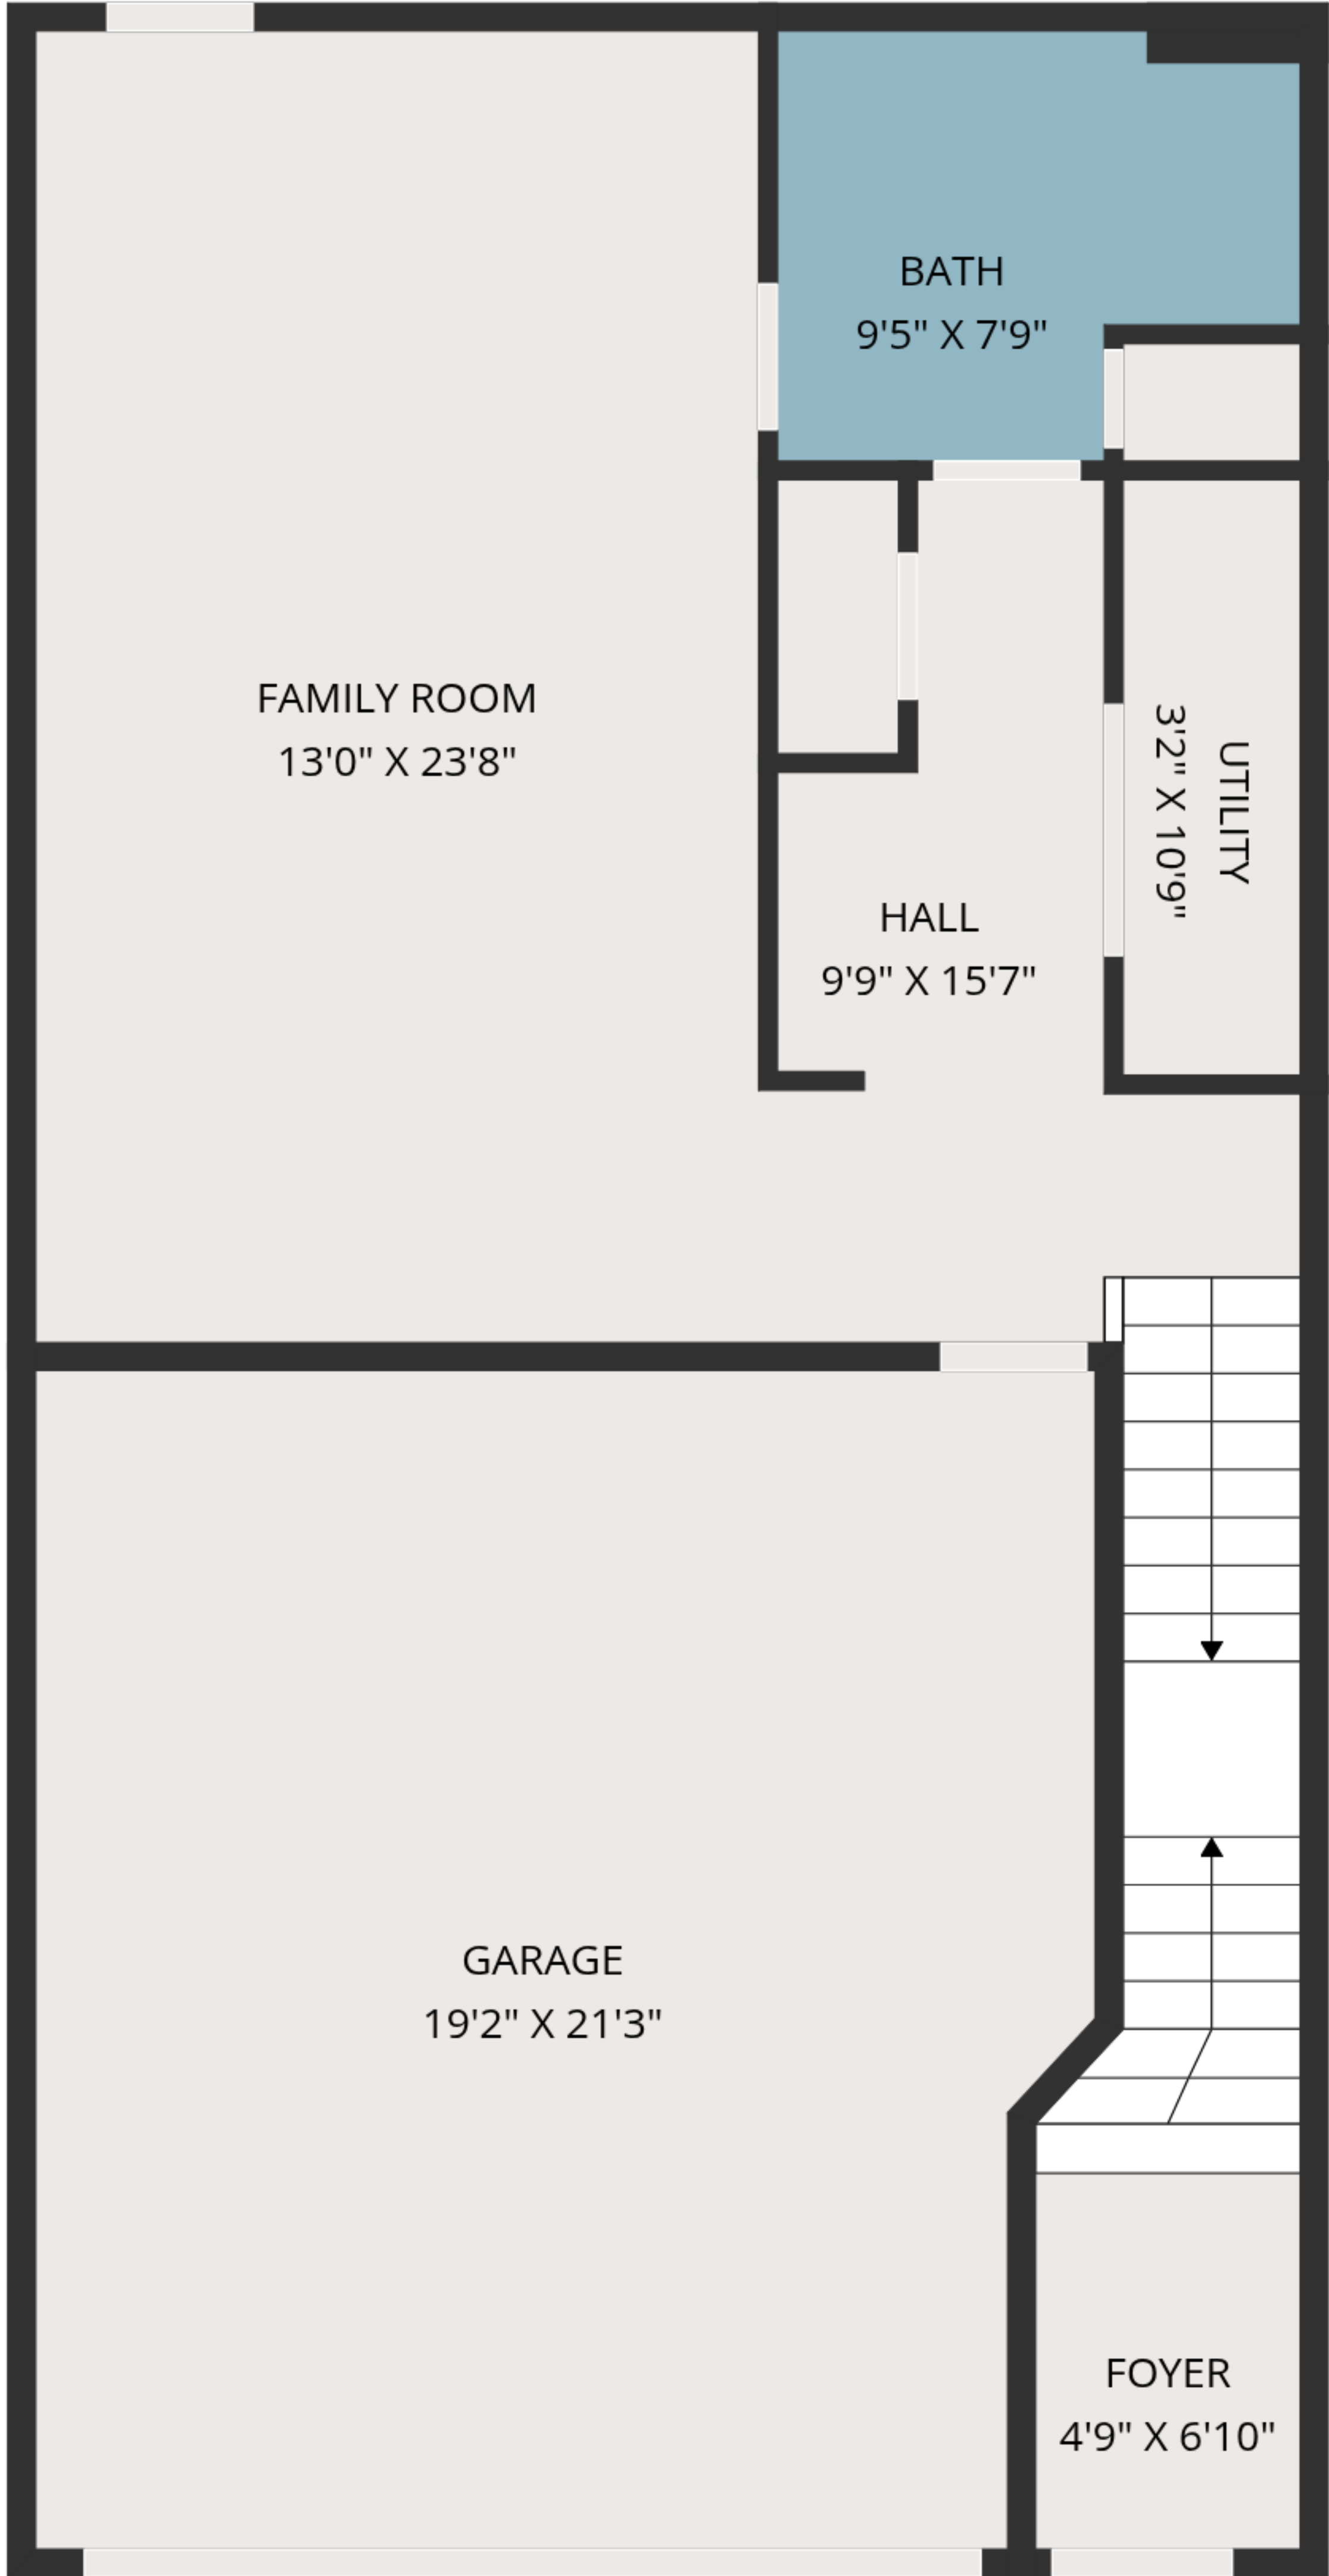 BATH
9'5" X 7'9"
FAMILY ROOM
13'0" X 23'8"
UTILITY
3'2" X 10'9"
HALL
9'9" X 15'7"
GARAGE
19'2" X 21'3"
FOYER
4'9" X 6'10"